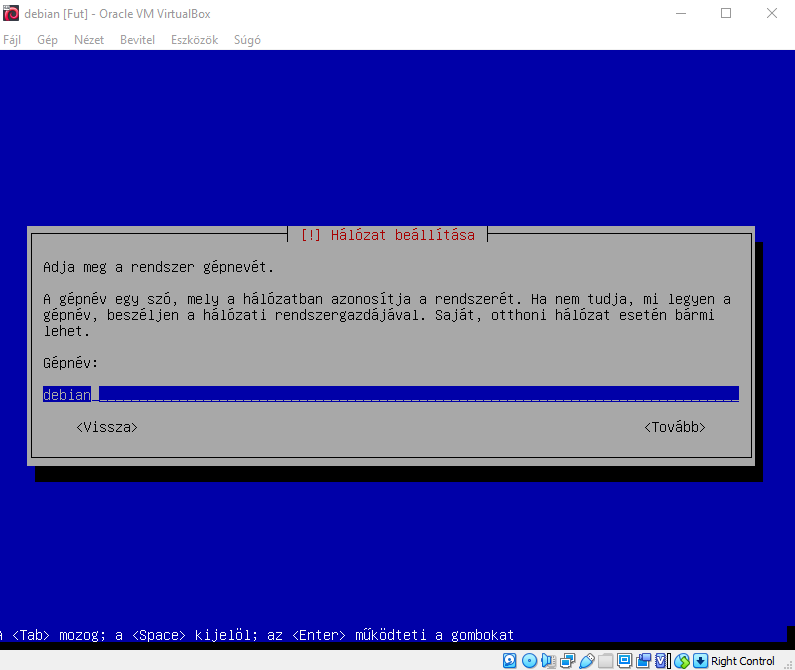 debian [Fut] - Oracle VM VirtualBox
Fájl Gép Nézet Bevitel Eszközök Súgó
[!] Hálózat beállítása
Adja meg a rendszer gépnevét.
A gépnév egy szó, mely a hálózatban azonosítja a rendszerét. Ha nem tudja, mi legyen a
gépnév, beszéljen a hálózati rendszergazdájával. Saját, otthoni hálózat esetén bármi
lehet.
Gépnév:
debian
<Vissza> <Tovább>
A <Tab> mozog; a <Space> kijelöl; az <Enter> működteti a gombokat
Right Control